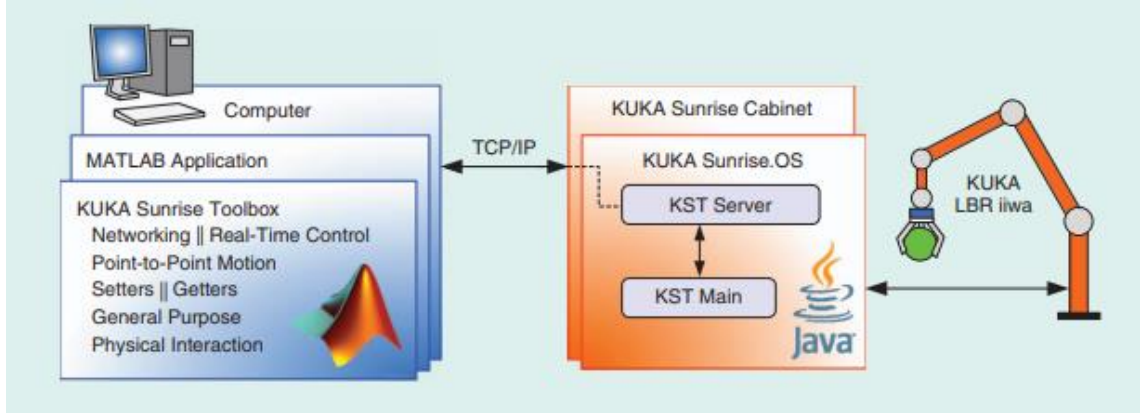 Computer
MATLAB Application
KUKA Sunrise Toolbox
Networking || Real-Time Control
Point-to-Point Motion
Setters || Getters
General Purpose
Physical Interaction
TCP/IP
KUKA Sunrise Cabinet
KUKA Sunrise.OS
KST Server
KST Main
Java
KUKA
LBR iiwa